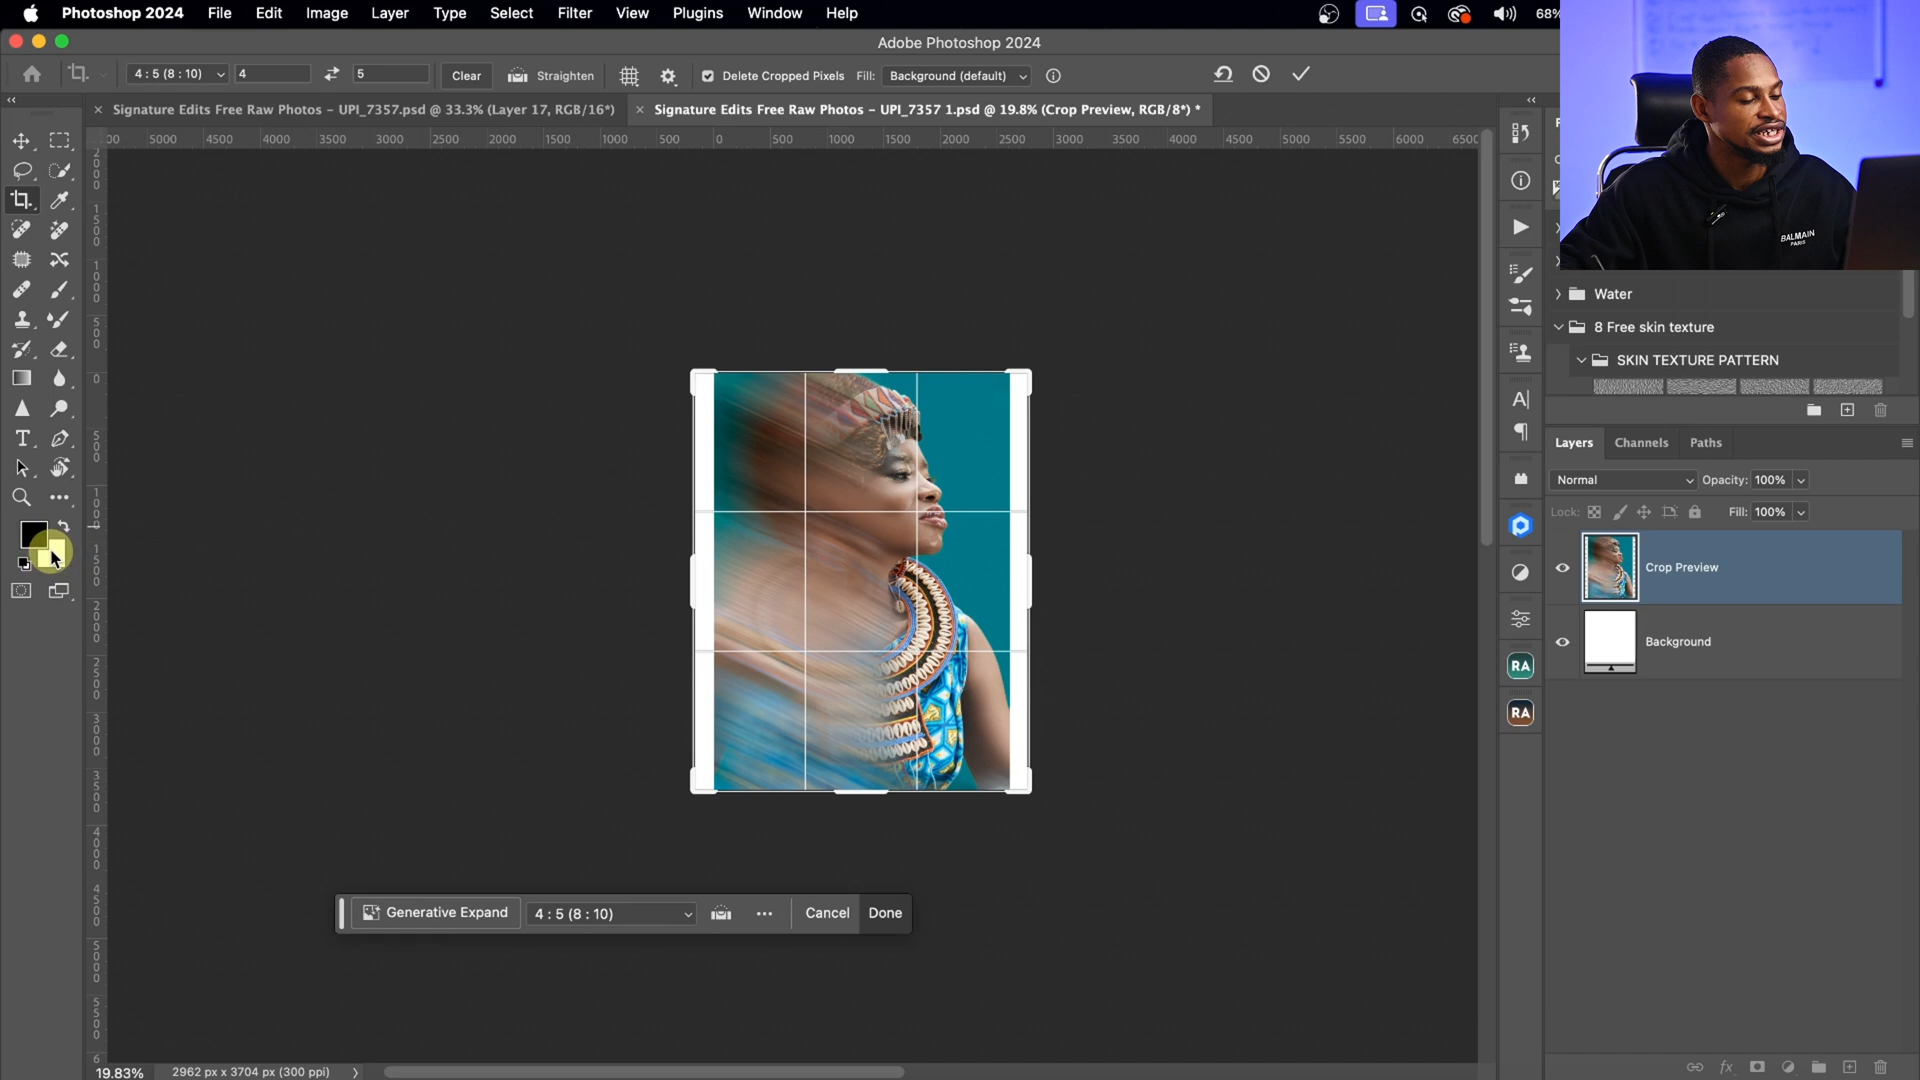 Photoshop 2024 File Edit Image Layer Type Select Filter View Plugins Window Help 68%
Adobe Photoshop 2024
4 : 5 (8 : 10) 4 5 Clear Straighten Delete Cropped Pixels Fill: Background (default)
Signature Edits Free Raw Photos – UPI_7357.psd @ 33.3% (Layer 17, RGB/16*)
Signature Edits Free Raw Photos – UPI_7357 1.psd @ 19.8% (Crop Preview, RGB/8*) *
5000 4500 4000 3500 3000 2500 2000 1500 1000 500 0 500 1000 1500 2000 2500 3000 3500 4000 4500 5000 5500 6000 6500
BALMAIN
PARIS
Water
8 Free skin texture
SKIN TEXTURE PATTERN
Layers Channels Paths
Normal Opacity: 100%
Lock: Fill: 100%
Crop Preview
Background
RA
RA
Generative Expand 4 : 5 (8 : 10) Cancel Done
19.83% 2962 px x 3704 px (300 ppi)